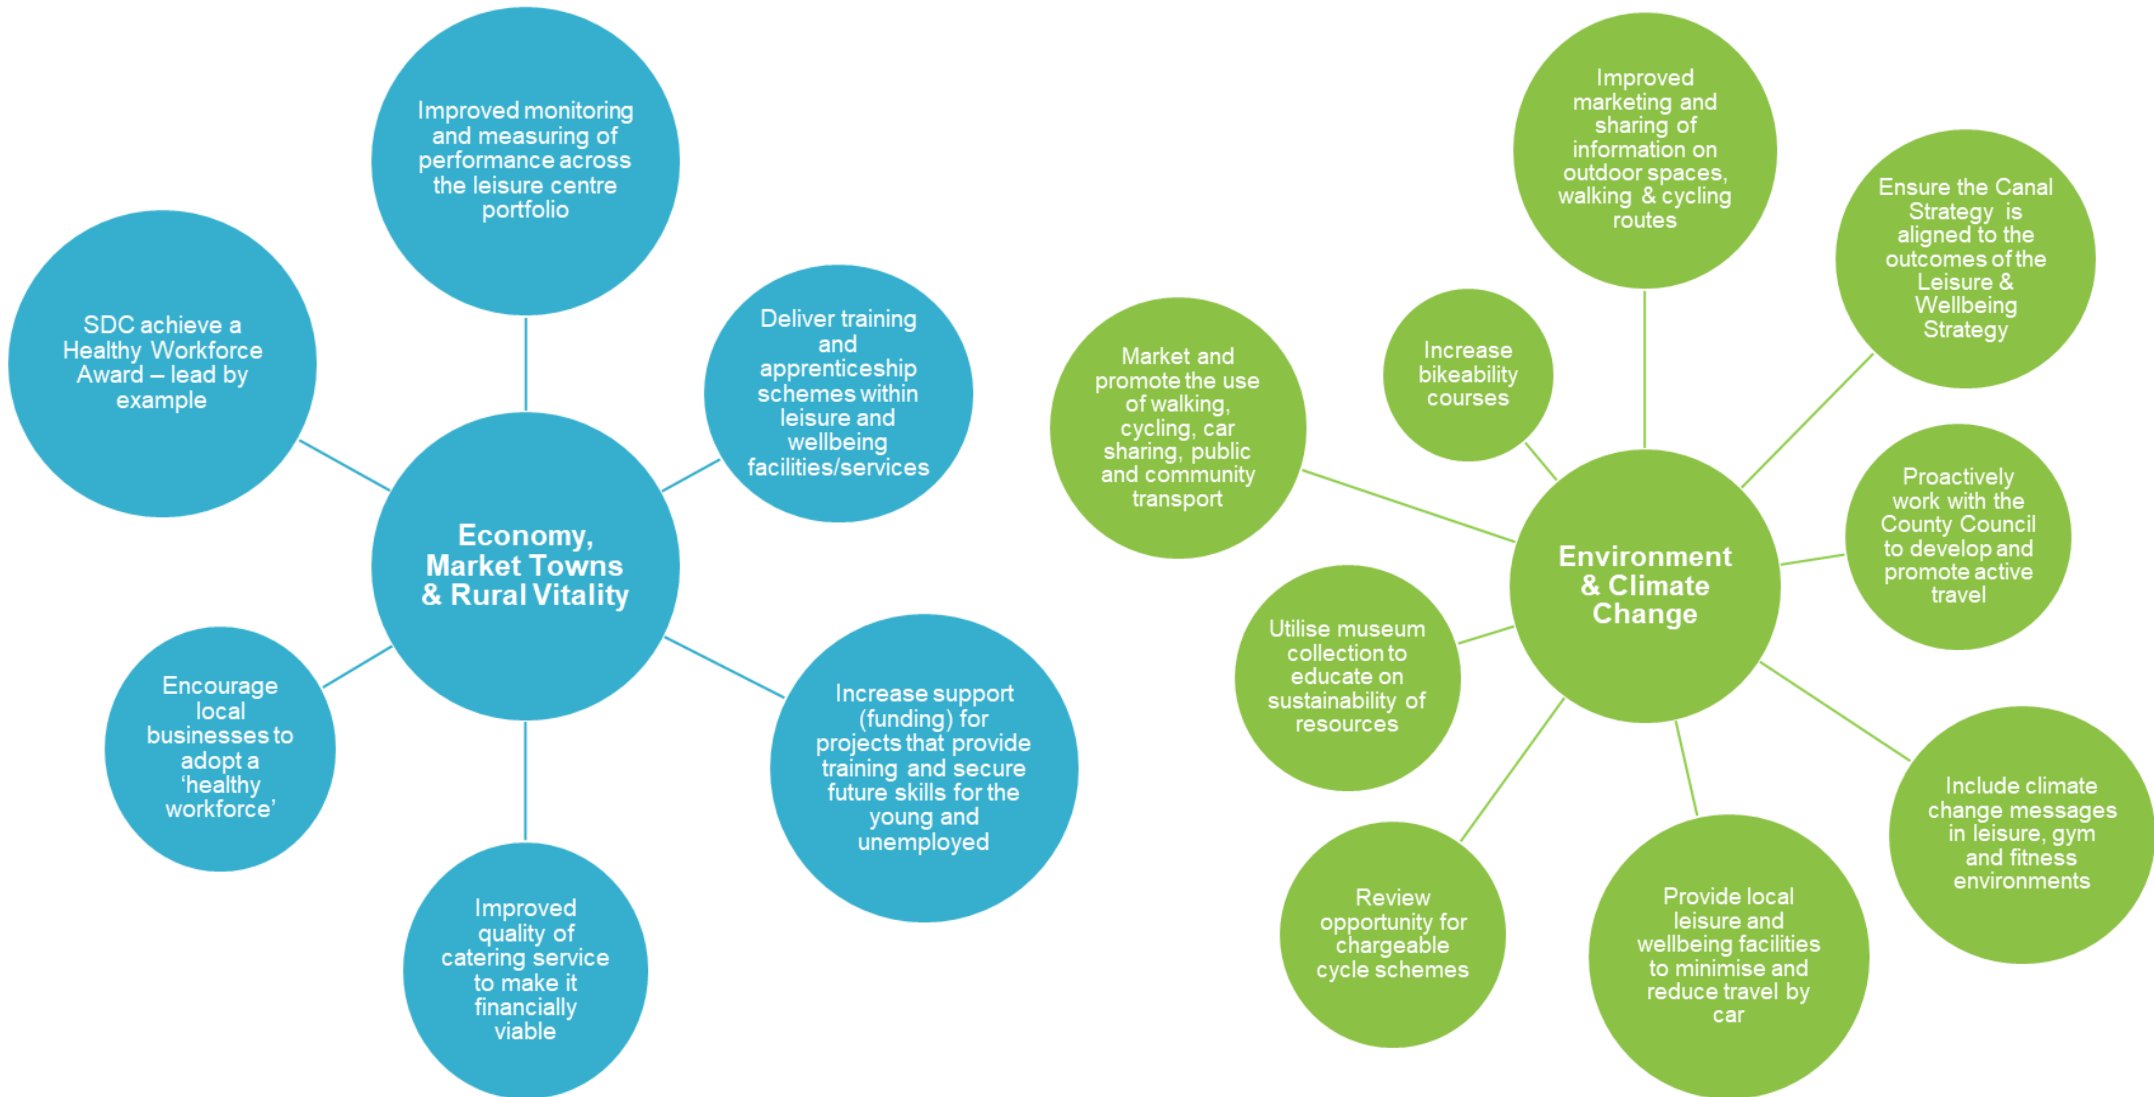 Improved monitoring
and measuring of
performance across
the leisure centre
portfolio
SDC achieve a
Healthy Workforce
Award – lead by
example
Deliver training
and
apprenticeship
schemes within
leisure and
wellbeing
facilities/services
Economy,
Market Towns
& Rural Vitality
Encourage
local
businesses to
adopt a
‘healthy
workforce’
Increase support
(funding) for
projects that provide
training and secure
future skills for the
young and
unemployed
Improved
quality of
catering service
to make it
financially
viable
Improved
marketing and
sharing of
information on
outdoor spaces,
walking & cycling
routes
Ensure the Canal
Strategy is
aligned to the
outcomes of the
Leisure &
Wellbeing
Strategy
Increase
bikeability
courses
Market and
promote the use
of walking,
cycling, car
sharing, public
and community
transport
Proactively
work with the
County Council
to develop and
promote active
travel
Environment
& Climate
Change
Utilise museum
collection to
educate on
sustainability of
resources
Include climate
change messages
in leisure, gym
and fitness
environments
Review
opportunity for
chargeable
cycle schemes
Provide local
leisure and
wellbeing facilities
to minimise and
reduce travel by
car